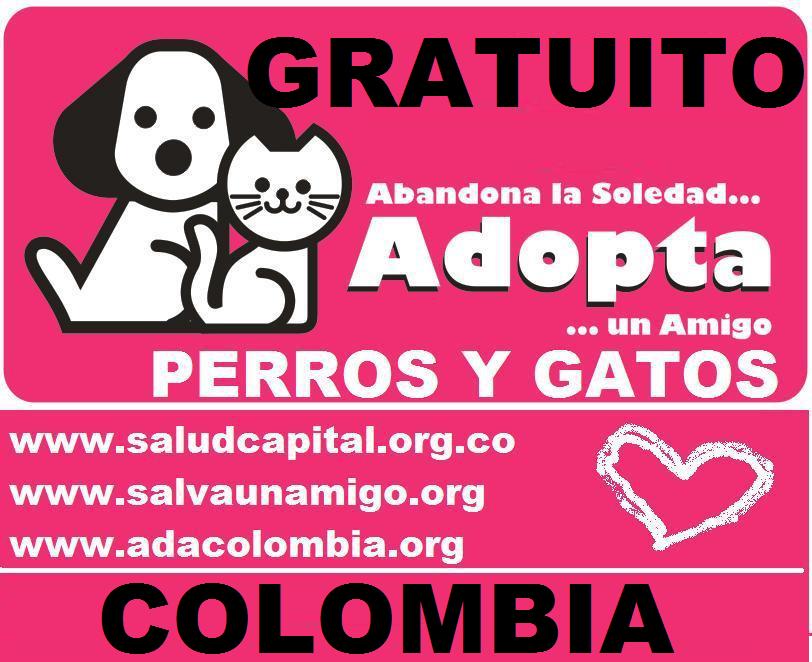 GRATUITO
Abandona la Soledad...
Adopta
... un Amigo
PERROS Y GATOS
www.saludcapital.org.co
www.salvaunamigo.org
www.adacolombia.org
COLOMBIA